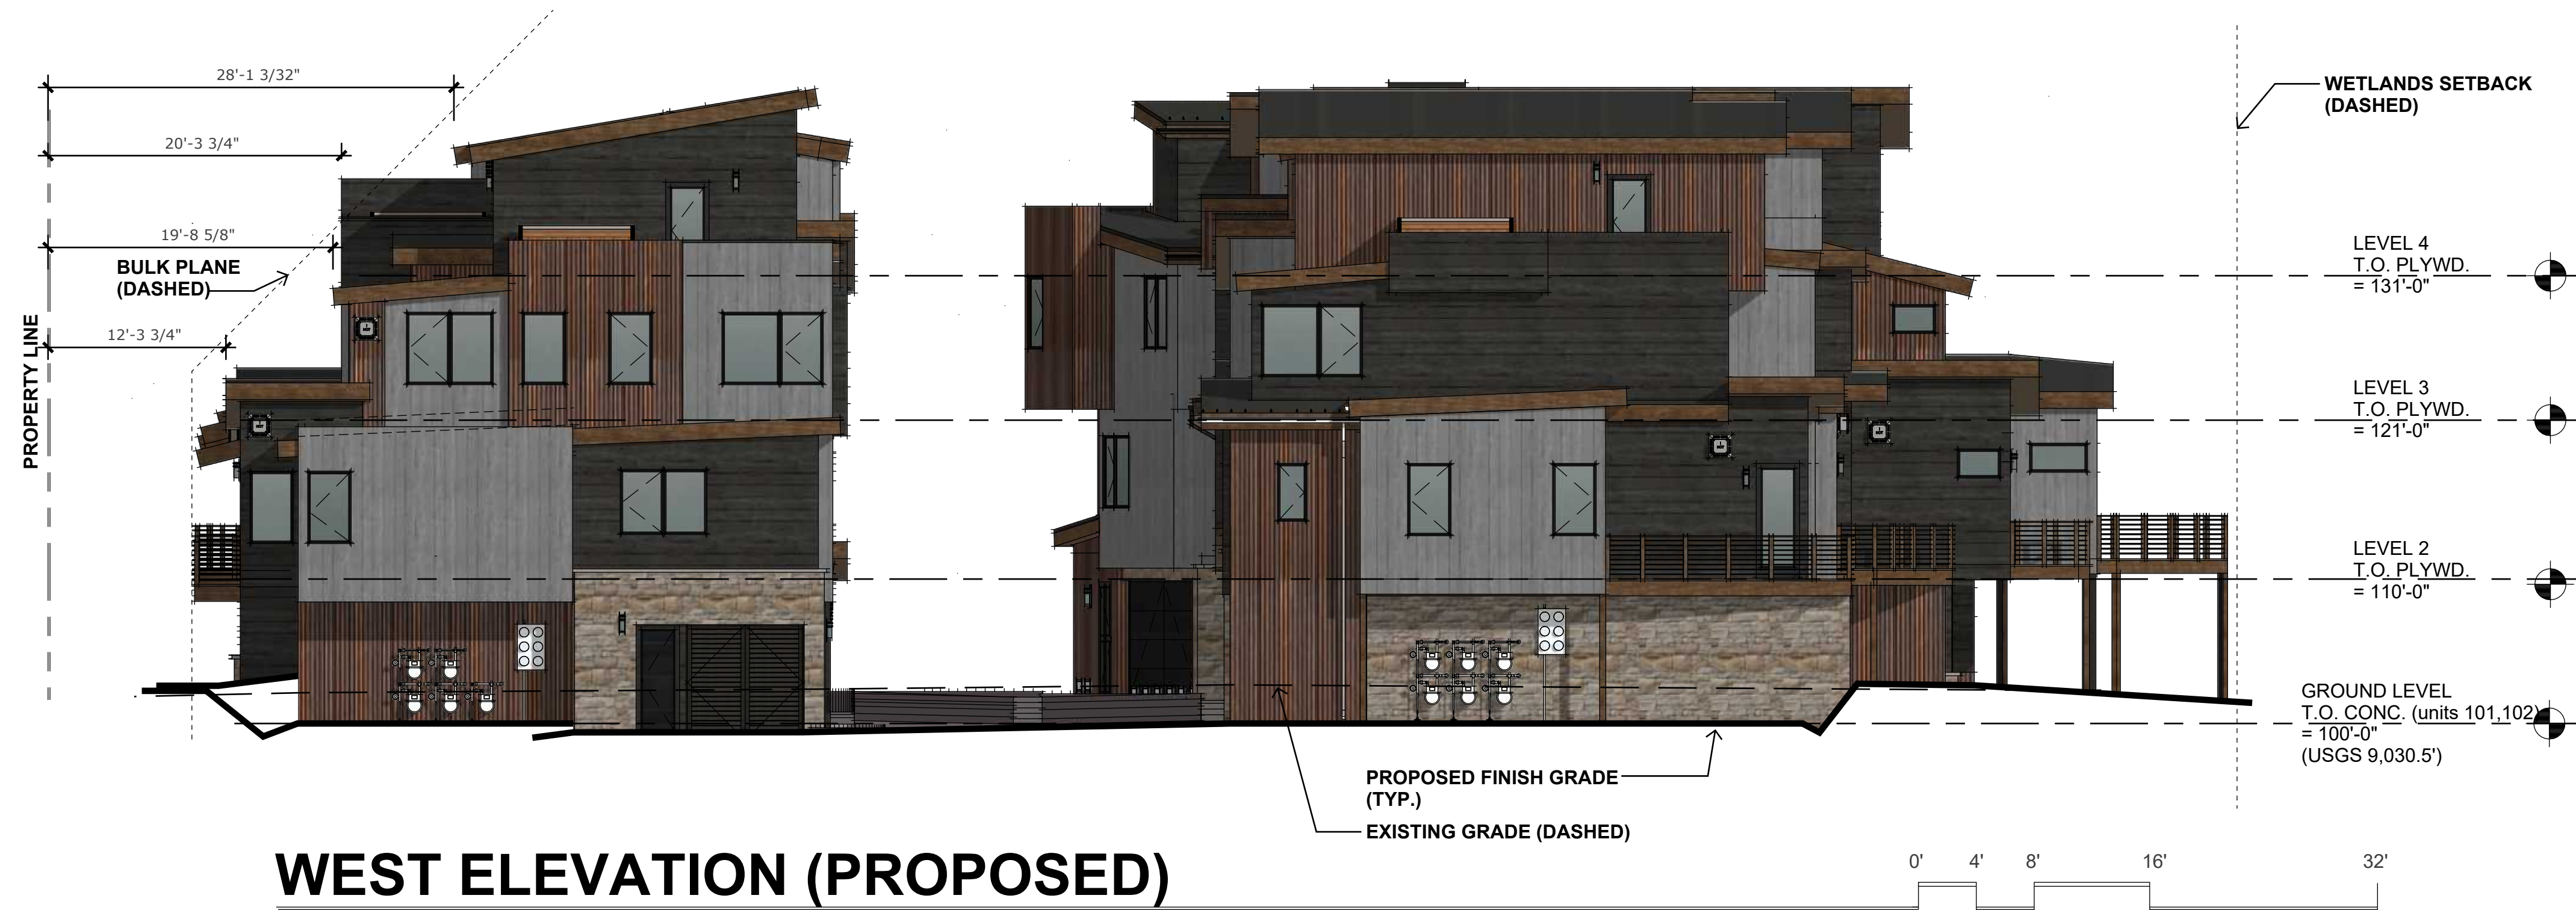 28'-1 3/32"
20'-3 3/4"
19'-8 5/8"
BULK PLANE
(DASHED)
12'-3 3/4"
PROPERTY LINE
WETLANDS SETBACK
(DASHED)
LEVEL 4
T.O. PLYWD.
= 131'-0"
LEVEL 3
T.O. PLYWD.
= 121'-0"
LEVEL 2
T.O. PLYWD.
= 110'-0"
GROUND LEVEL
T.O. CONC. (units 101,102)
= 100'-0"
(USGS 9,030.5')
PROPOSED FINISH GRADE
(TYP.)
EXISTING GRADE (DASHED)
WEST ELEVATION (PROPOSED)
0' 4' 8' 16' 32'